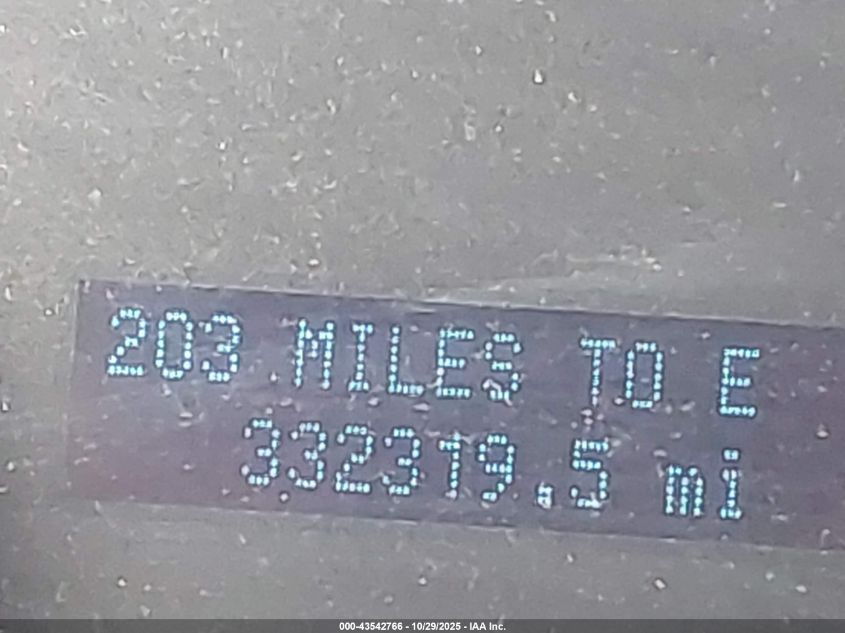 203 MILES TO E
332319.5 mi
000-43542766 - 10/29/2025 - IAA Inc.